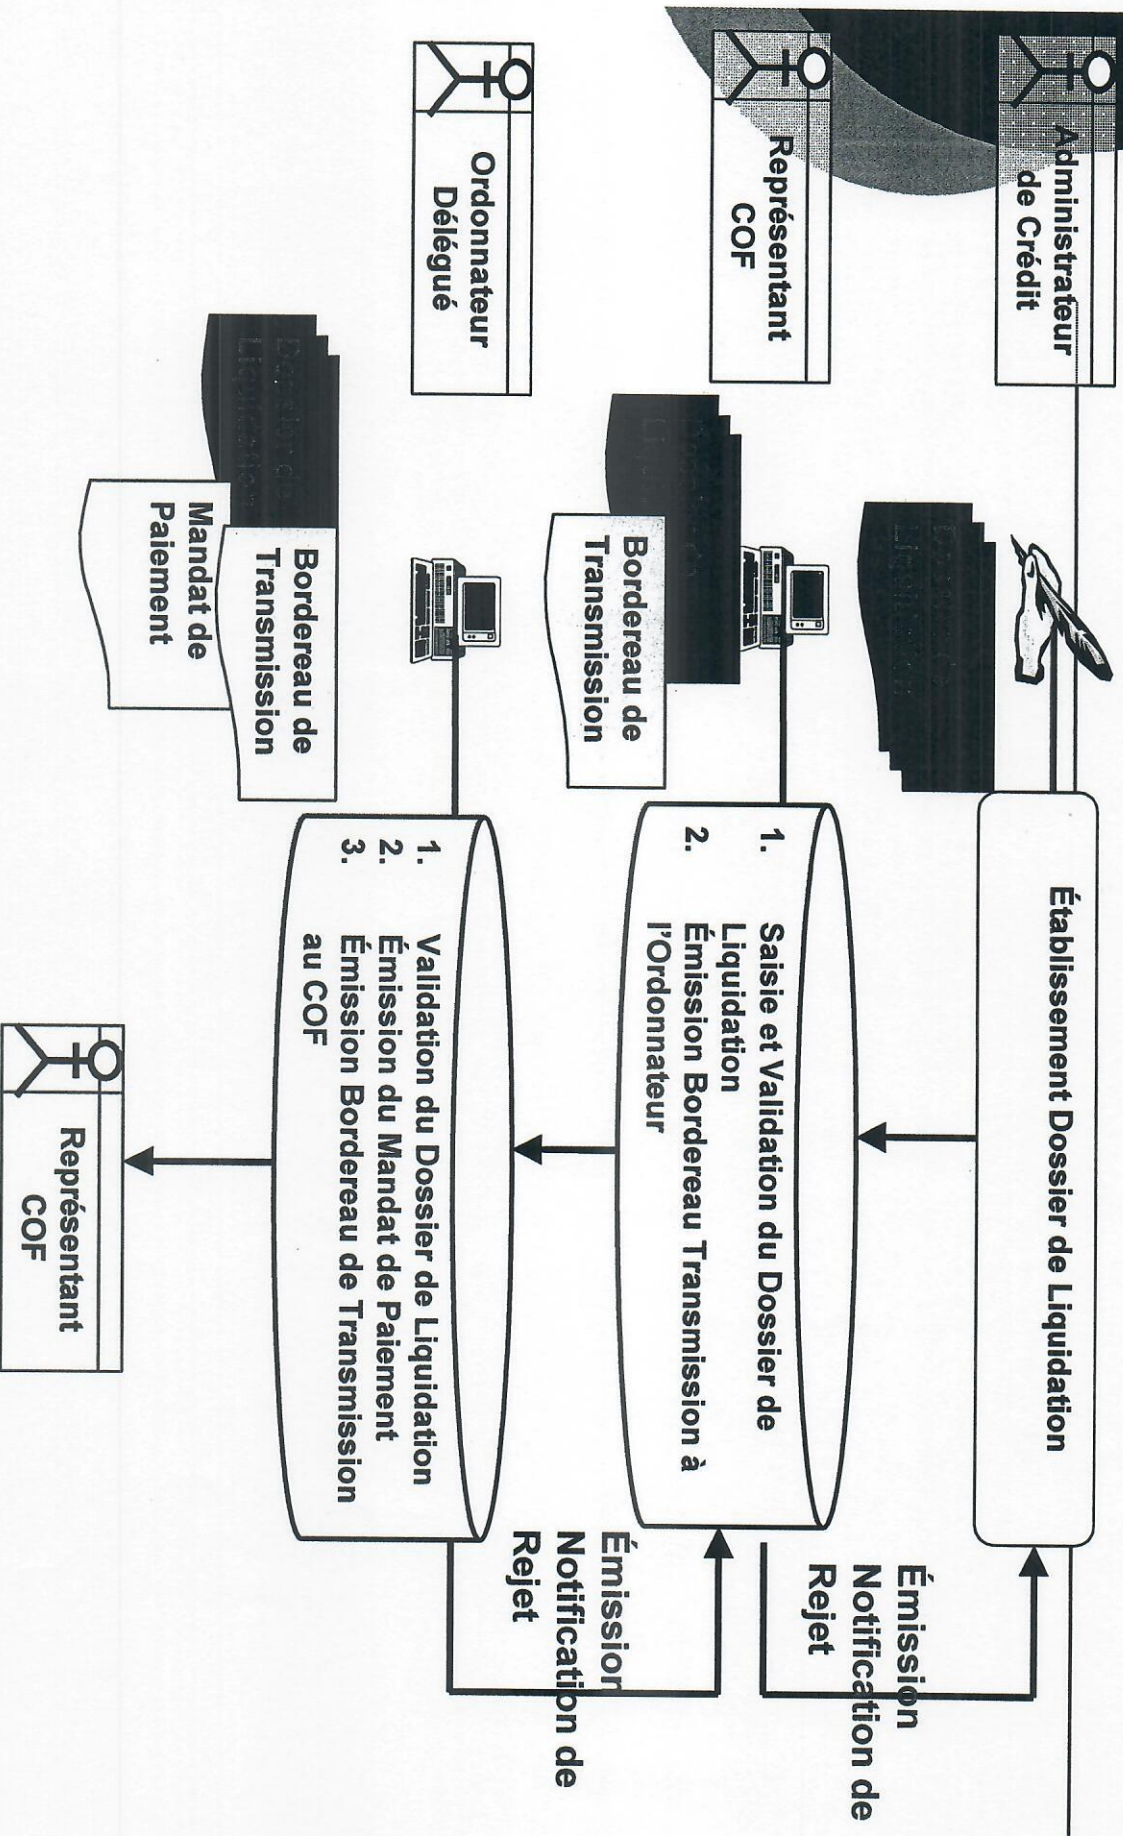 Administrateur
de Crédit
Établissement Dossier de Liquidation
Émission
Notification de
Rejet
Représentant
COF
Bordereau de
Transmission
1. Saisie et Validation du Dossier de
Liquidation
2. Émission Bordereau Transmission à
l'Ordonnateur
Émission
Notification de
Rejet
Ordonnateur
Délégué
Dossier de
Liquidation
Bordereau de
Transmission
Mandat de
Paiement
1. Validation du Dossier de Liquidation
2. Émission du Mandat de Paiement
3. Émission Bordereau de Transmission
au COF
Représentant
COF